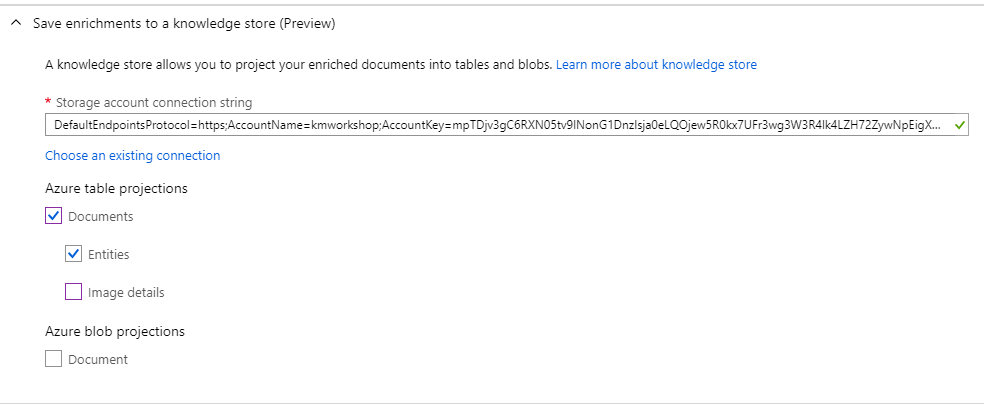 Save enrichments to a knowledge store (Preview)
A knowledge store allows you to project your enriched documents into tables and blobs. Learn more about knowledge store
* Storage account connection string
DefaultEndpointsProtocol=https;AccountName=kmworkshop;
Choose an existing connection
Azure table projections
Documents
Entities
Image details
Azure blob projections
Document